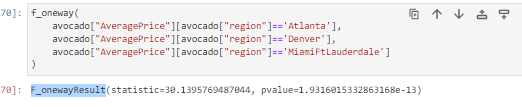 70]:
f_oneway(
avocado["AveragePrice"][avocado["region"]=='Atlanta'],
avocado["AveragePrice"][avocado["region"]=='Denver'],
avocado["AveragePrice"][avocado["region"]=='MiamiFtLauderdale']
)
70]: F_onewayResult(statistic=30.1395769487044, pvalue=1.9316015332863168e-13)